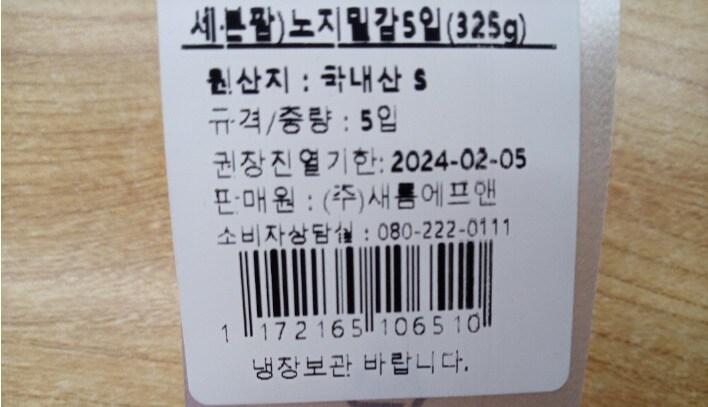 세븐팜)노지밀감5입(325g)
원산지 : 국내산 S
규격/중량 : 5입
권장진열기한: 2024-02-05
판매원 : (주)새롬에프앤
소비자상담실 : 080-222-0111
1 172165 106510
냉장보관 바랍니다.